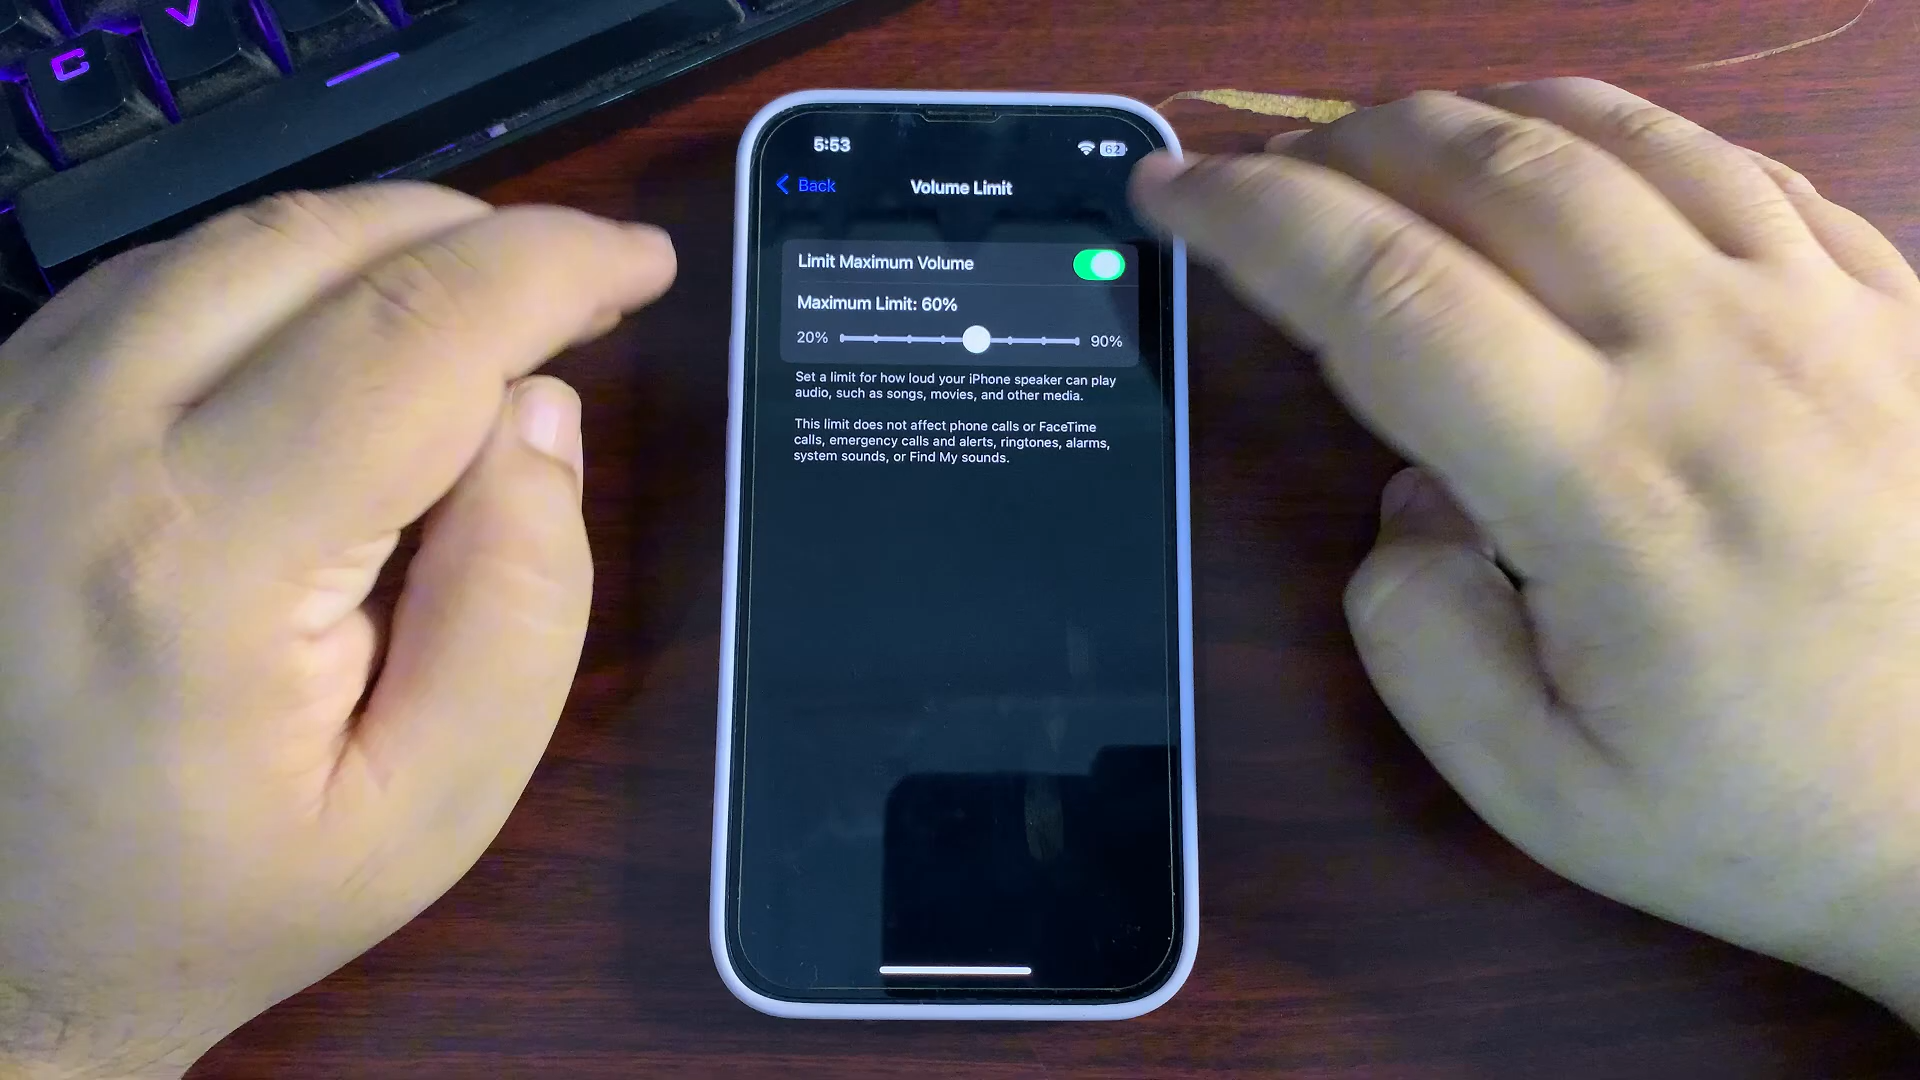 C
V
5:53
62
Back
Volume Limit
Limit Maximum Volume
Maximum Limit: 60%
20%
90%
Set a limit for how loud your iPhone speaker can play
audio, such as songs, movies, and other media.
This limit does not affect phone calls or FaceTime
calls, emergency calls and alerts, ringtones, alarms,
system sounds, or Find My sounds.